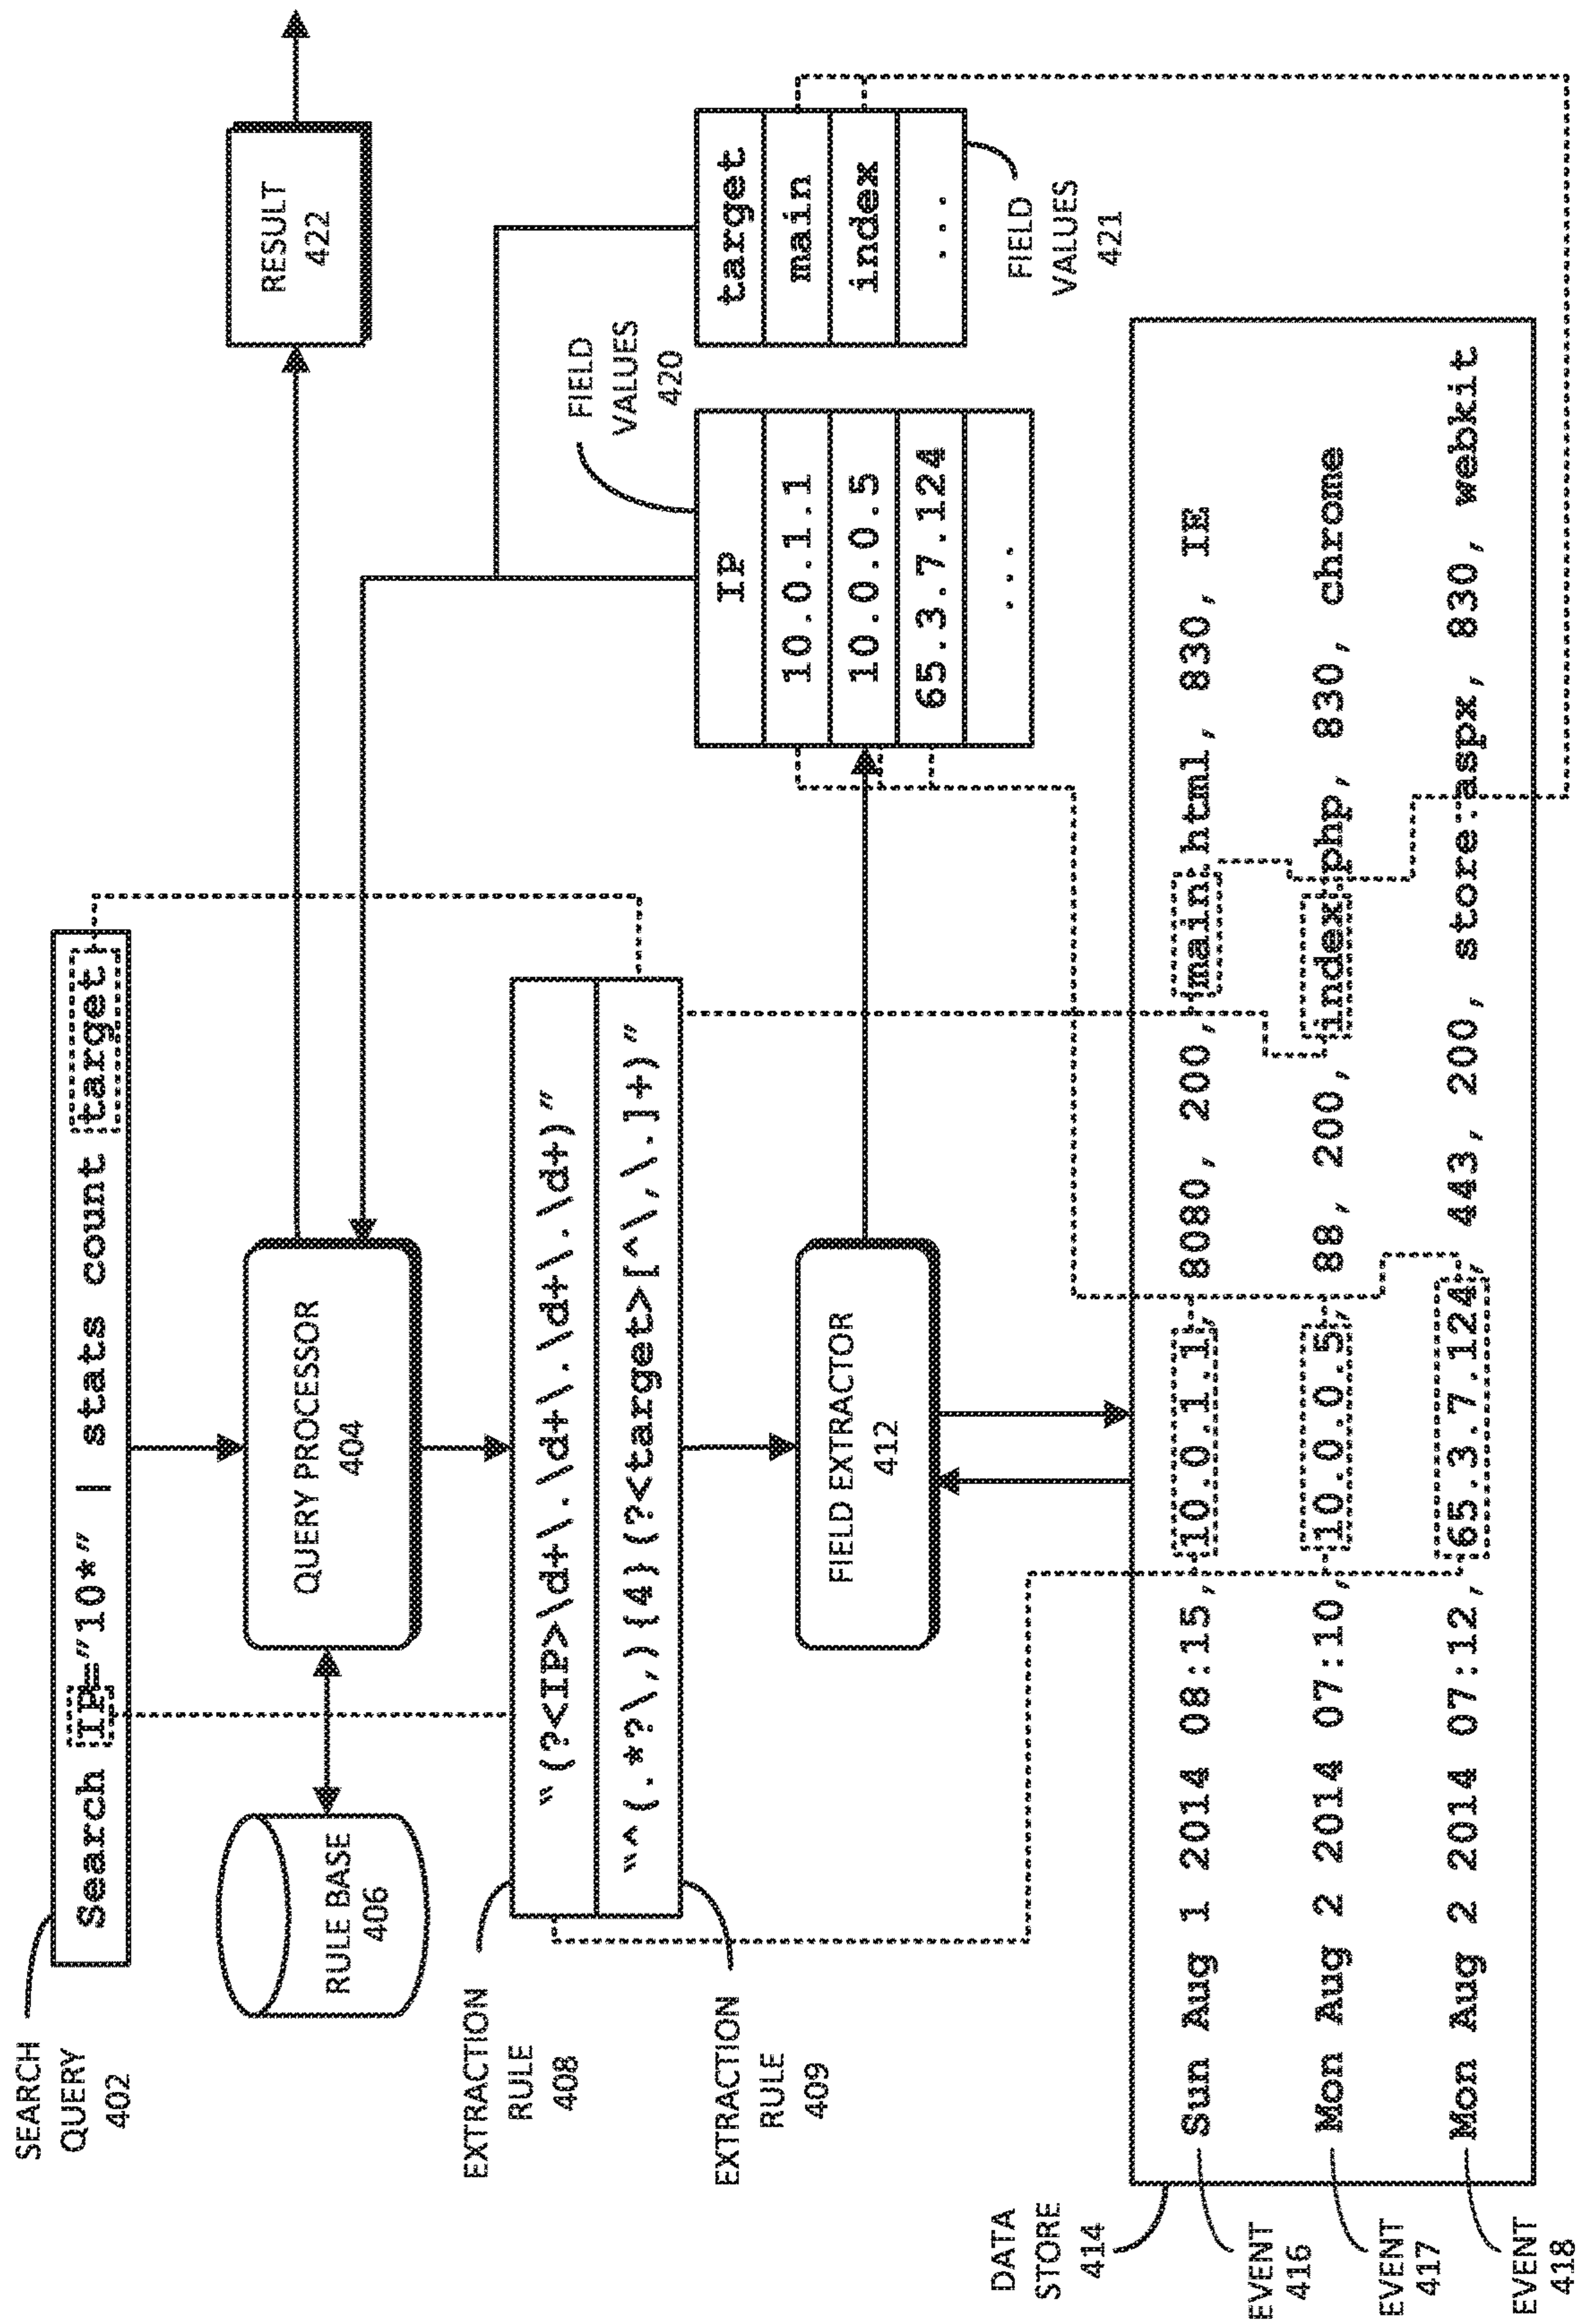 SEARCH
QUERY
402
Search IP="10*" | stats count target
RULE BASE
406
QUERY PROCESSOR
404
RESULT
422
EXTRACTION
RULE
408
"(?<IP>\d+\.\d+\.\d+\.\d+)"
EXTRACTION
RULE
409
"^(.*?\,){4}(?<target>[^\,\.]+)"
FIELD EXTRACTOR
412
FIELD
VALUES
420
IP
10.0.1.1
10.0.0.5
65.3.7.124
...
target
main
index
...
FIELD
VALUES
421
DATA
STORE
414
EVENT
416
Sun Aug 1 2014 08:15, 10.0.1.1, 8080, 200, main.html, 830, IE
EVENT
417
Mon Aug 2 2014 07:10, 10.0.0.5, 88, 200, index.php, 830, chrome
EVENT
418
Mon Aug 2 2014 07:12, 65.3.7.124, 443, 200, store.aspx, 830, webkit